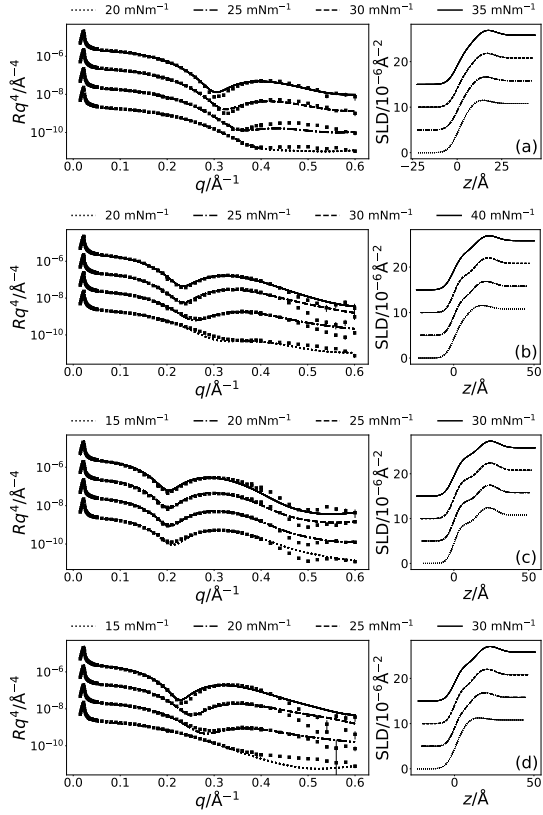 20 mNm⁻¹ 25 mNm⁻¹ 30 mNm⁻¹ 35 mNm⁻¹
Rq⁴/Å⁻⁴
10⁻⁶
10⁻⁸
10⁻¹⁰
0.0 0.1 0.2 0.3 0.4 0.5 0.6
q/Å⁻¹
SLD/10⁻⁶Å⁻²
20
10
0
−25 0 25 50
z/Å
(a)
20 mNm⁻¹ 25 mNm⁻¹ 30 mNm⁻¹ 40 mNm⁻¹
Rq⁴/Å⁻⁴
10⁻⁶
10⁻⁸
10⁻¹⁰
0.0 0.1 0.2 0.3 0.4 0.5 0.6
q/Å⁻¹
SLD/10⁻⁶Å⁻²
20
10
0
0 50
z/Å
(b)
15 mNm⁻¹ 20 mNm⁻¹ 25 mNm⁻¹ 30 mNm⁻¹
Rq⁴/Å⁻⁴
10⁻⁶
10⁻⁸
10⁻¹⁰
0.0 0.1 0.2 0.3 0.4 0.5 0.6
q/Å⁻¹
SLD/10⁻⁶Å⁻²
20
10
0
0 50
z/Å
(c)
15 mNm⁻¹ 20 mNm⁻¹ 25 mNm⁻¹ 30 mNm⁻¹
Rq⁴/Å⁻⁴
10⁻⁶
10⁻⁸
10⁻¹⁰
0.0 0.1 0.2 0.3 0.4 0.5 0.6
q/Å⁻¹
SLD/10⁻⁶Å⁻²
20
10
0
0 50
z/Å
(d)